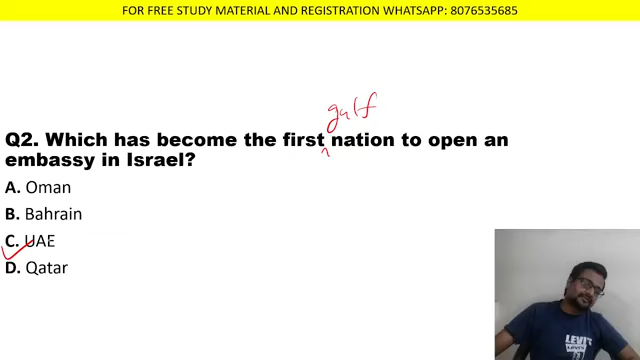 FOR FREE STUDY MATERIAL AND REGISTRATION WHATSAPP: 8076535685
gulf
Q2. Which has become the first nation to open an
embassy in Israel?
A. Oman
B. Bahrain
C. UAE
D. Qatar
LEVI'S